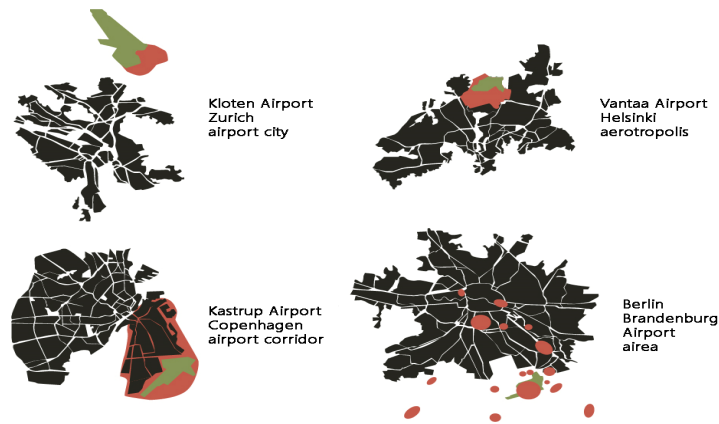 Kloten Airport
Zurich
airport city
Vantaa Airport
Helsinki
aerotropolis
Kastrup Airport
Copenhagen
airport corridor
Berlin
Brandenburg
Airport
airea